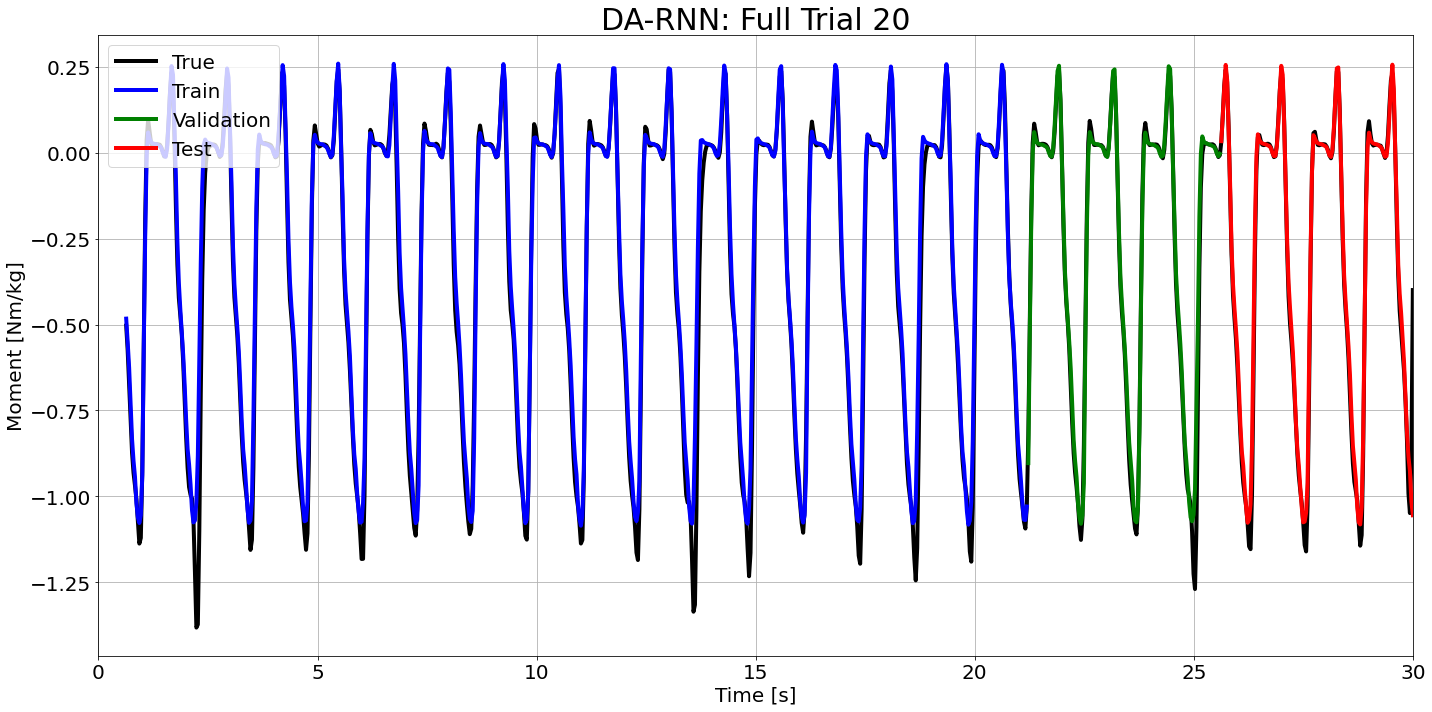 DA-RNN: Full Trial 20
True
Train
Validation
Test
0.25
0.00
−0.25
−0.50
−0.75
−1.00
−1.25
Moment [Nm/kg]
0 5 10 15 20 25 30
Time [s]